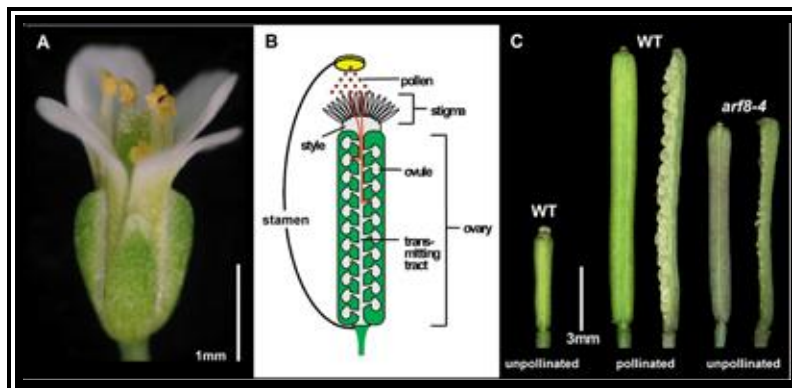 A
1mm
B
pollen
stigma
style
ovule
stamen
ovary
trans-
mitting
tract
C
WT
arf8-4
WT
3mm
unpollinated
pollinated
unpollinated